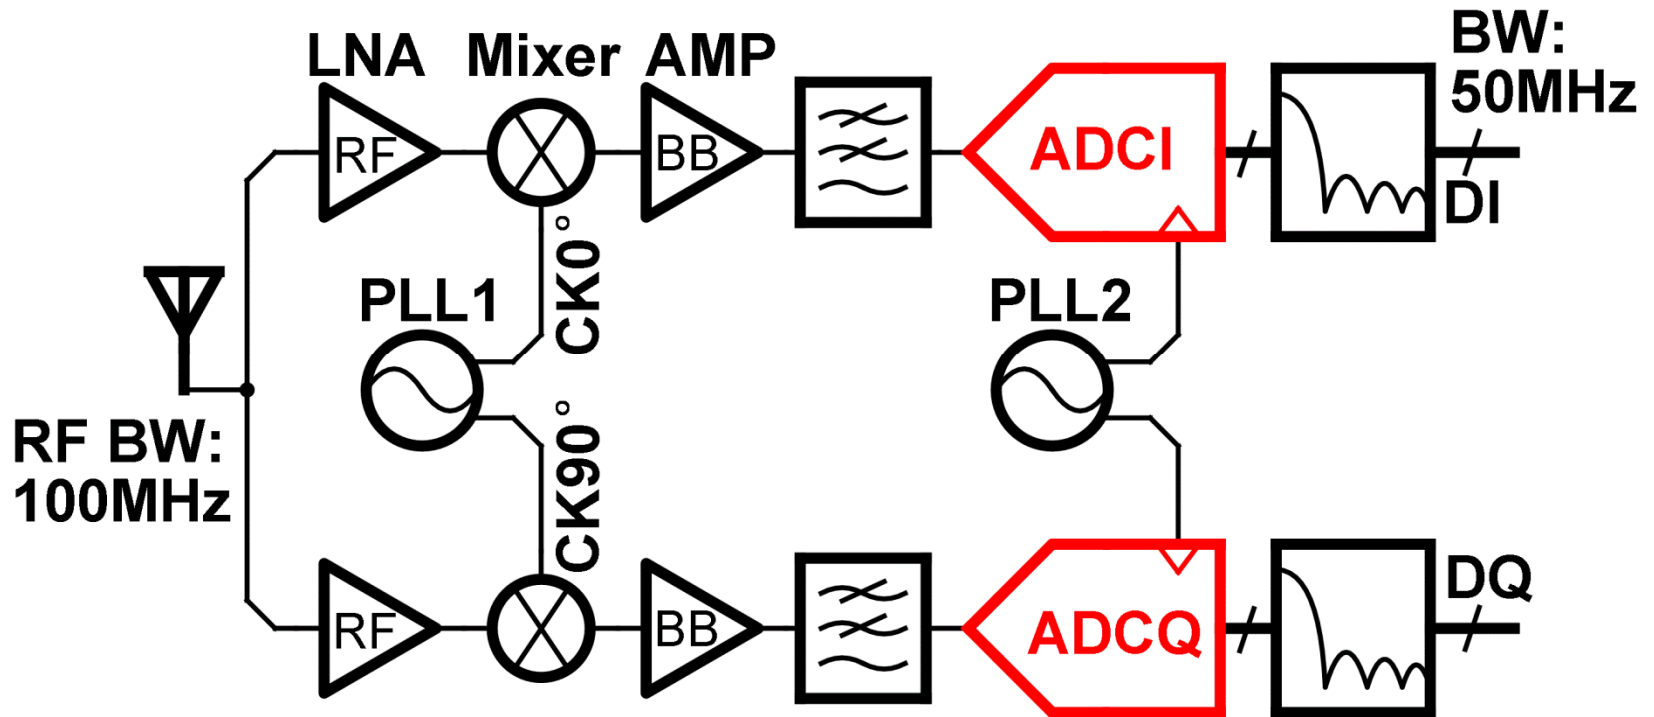 LNA Mixer AMP
BW:
50MHz
RF
BB
ADCI
DI
CK0°
PLL1
PLL2
RF BW:
100MHz
CK90°
DQ
RF
BB
ADCQ